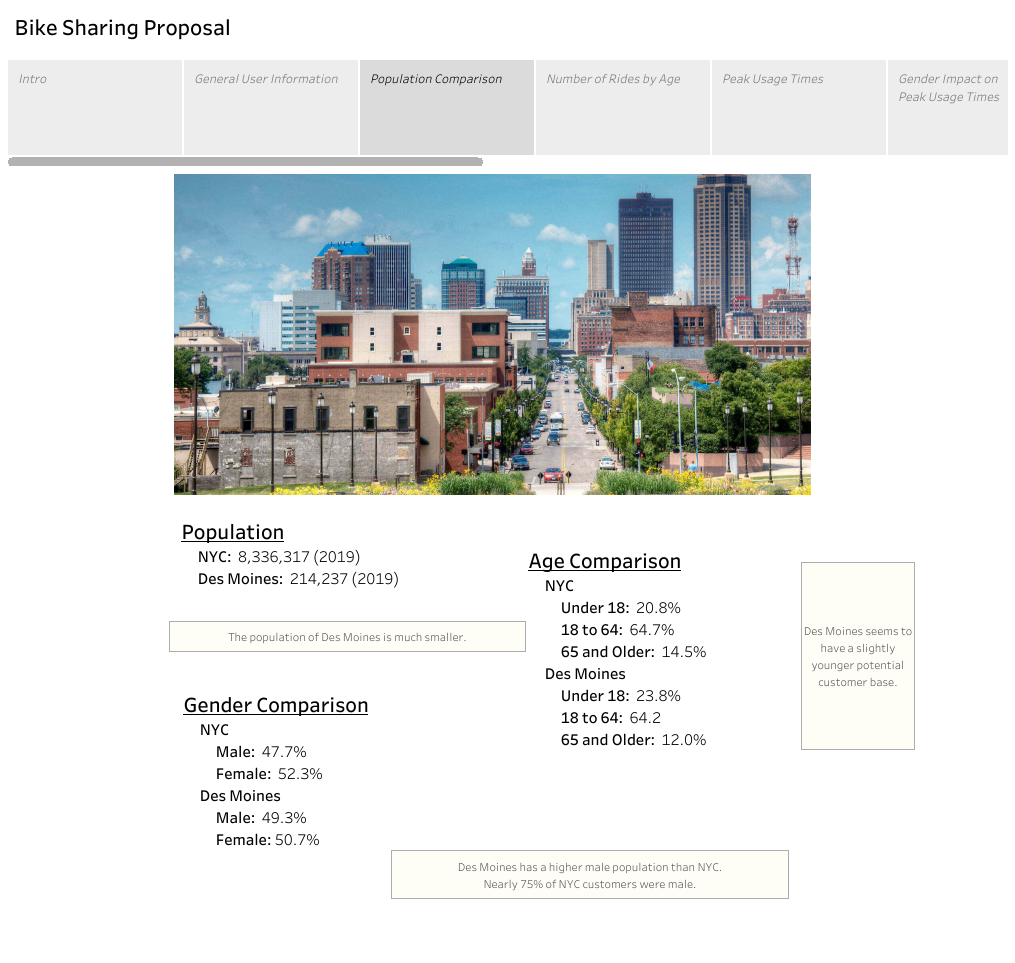 Bike Sharing Proposal
Intro
General User Information
Population Comparison
Number of Rides by Age
Peak Usage Times
Gender Impact on
Peak Usage Times
Population
NYC: 8,336,317 (2019)
Des Moines: 214,237 (2019)
The population of Des Moines is much smaller.
Gender Comparison
NYC
Male: 47.7%
Female: 52.3%
Des Moines
Male: 49.3%
Female: 50.7%
Age Comparison
NYC
Under 18: 20.8%
18 to 64: 64.7%
65 and Older: 14.5%
Des Moines
Under 18: 23.8%
18 to 64: 64.2
65 and Older: 12.0%
Des Moines seems to
have a slightly
younger potential
customer base.
Des Moines has a higher male population than NYC.
Nearly 75% of NYC customers were male.